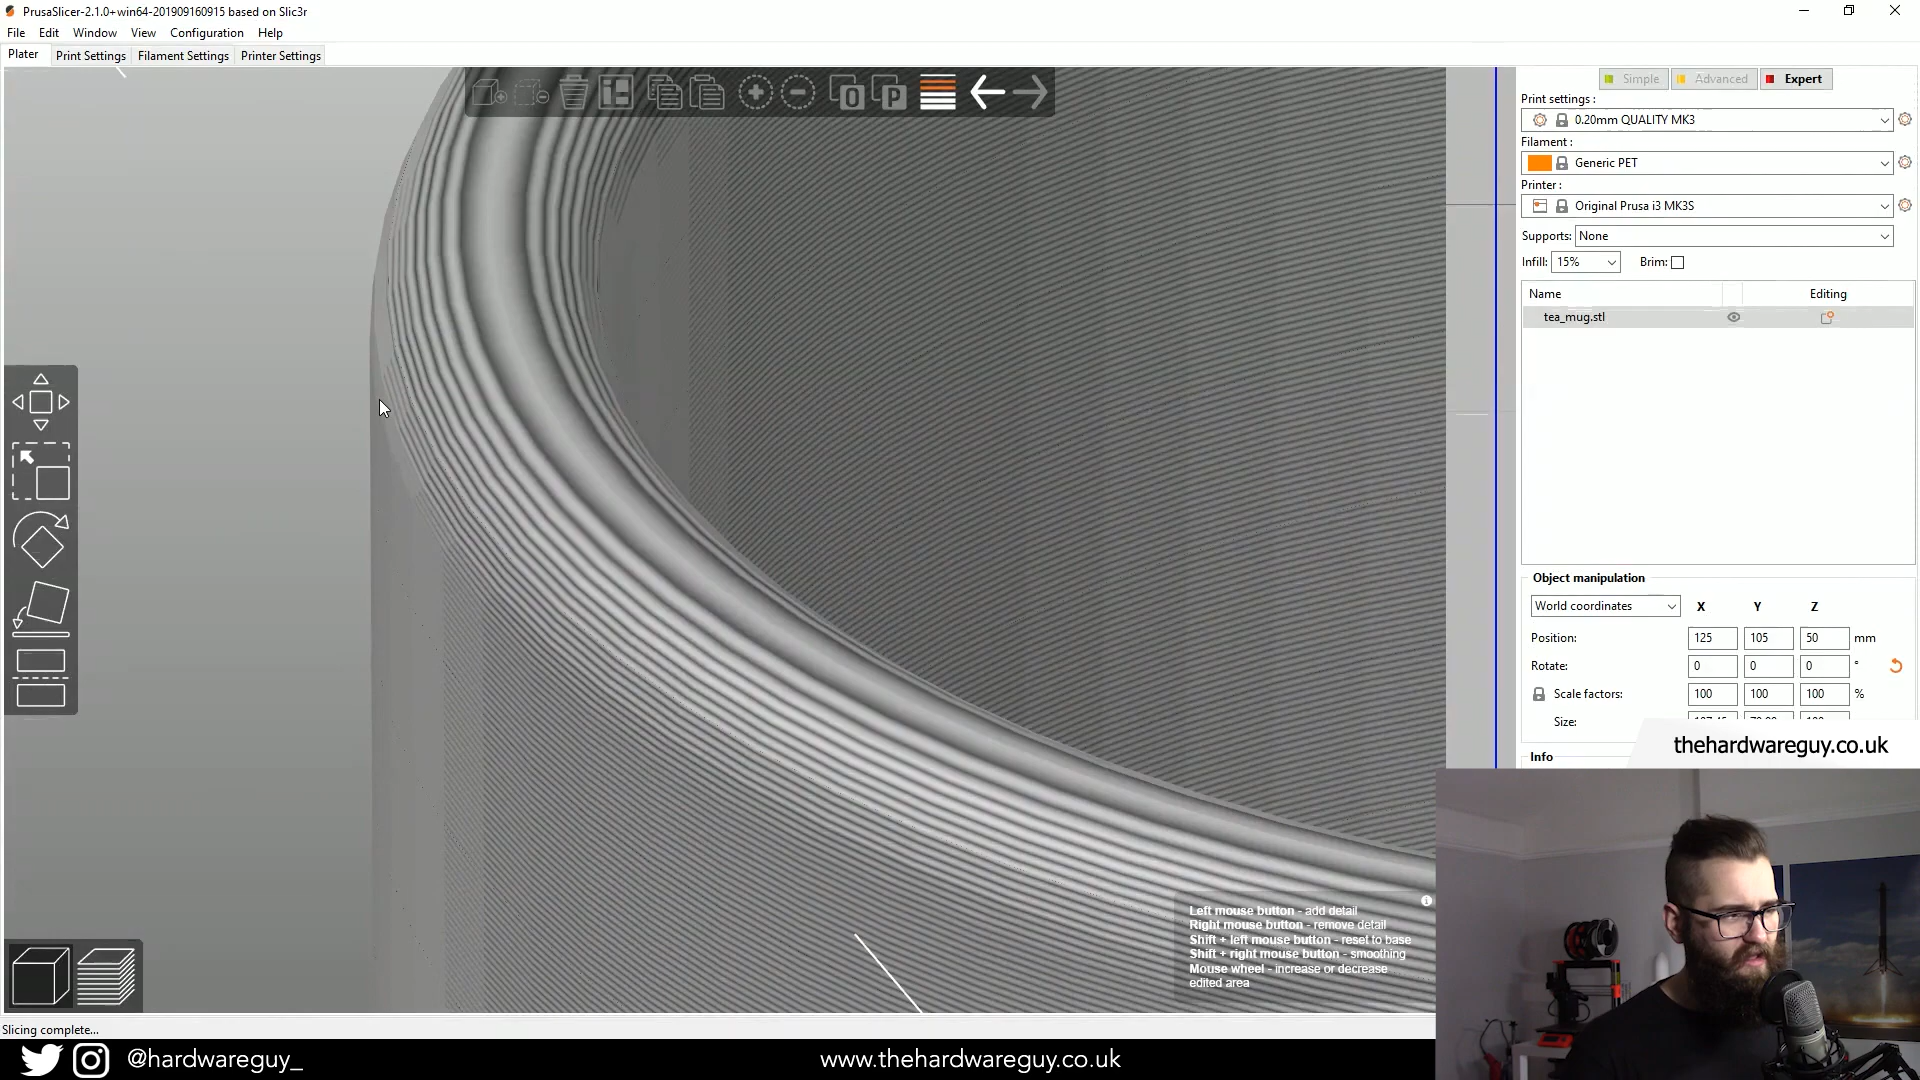 PrusaSlicer-2.1.0+win64-201909160915 based on Slic3r
File Edit Window View Configuration Help
Plater Print Settings Filament Settings Printer Settings
Simple Advanced Expert
Print settings :
0.20mm QUALITY MK3
Filament :
Generic PET
Printer :
Original Prusa i3 MK3S
Supports: None
Infill: 15% Brim:
Name Editing
tea_mug.stl
Object manipulation
World coordinates X Y Z
Position: 125 105 50 mm
Rotate: 0 0 0 °
Scale factors: 100 100 100 %
Size:
thehardwareguy.co.uk
Info
Left mouse button - add detail
Right mouse button - remove detail
Shift + left mouse button - reset to base
Shift + right mouse button - smoothing
Mouse wheel - increase or decrease
edited area
Slicing complete...
@hardwareguy_ www.thehardwareguy.co.uk